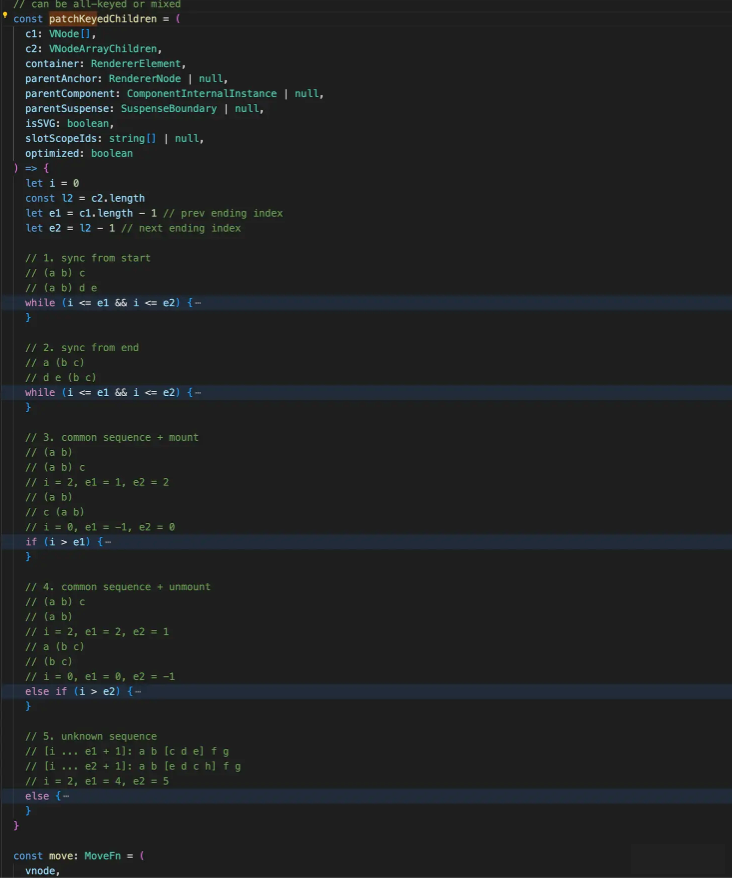 // can be all-keyed or mixed
const patchKeyedChildren = (
  c1: VNode[],
  c2: VNodeArrayChildren,
  container: RendererElement,
  parentAnchor: RendererNode | null,
  parentComponent: ComponentInternalInstance | null,
  parentSuspense: SuspenseBoundary | null,
  isSVG: boolean,
  slotScopeIds: string[] | null,
  optimized: boolean
) => {
  let i = 0
  const l2 = c2.length
  let e1 = c1.length - 1 // prev ending index
  let e2 = l2 - 1 // next ending index

  // 1. sync from start
  // (a b) c
  // (a b) d e
  while (i <= e1 && i <= e2) {⋯
  }

  // 2. sync from end
  // a (b c)
  // d e (b c)
  while (i <= e1 && i <= e2) {⋯
  }

  // 3. common sequence + mount
  // (a b)
  // (a b) c
  // i = 2, e1 = 1, e2 = 2
  // (a b)
  // c (a b)
  // i = 0, e1 = -1, e2 = 0
  if (i > e1) {⋯
  }

  // 4. common sequence + unmount
  // (a b) c
  // (a b)
  // i = 2, e1 = 2, e2 = 1
  // a (b c)
  // (b c)
  // i = 0, e1 = 0, e2 = -1
  else if (i > e2) {⋯
  }

  // 5. unknown sequence
  // [i ... e1 + 1]: a b [c d e] f g
  // [i ... e2 + 1]: a b [e d c h] f g
  // i = 2, e1 = 4, e2 = 5
  else {⋯
  }
}

const move: MoveFn = (
  vnode,